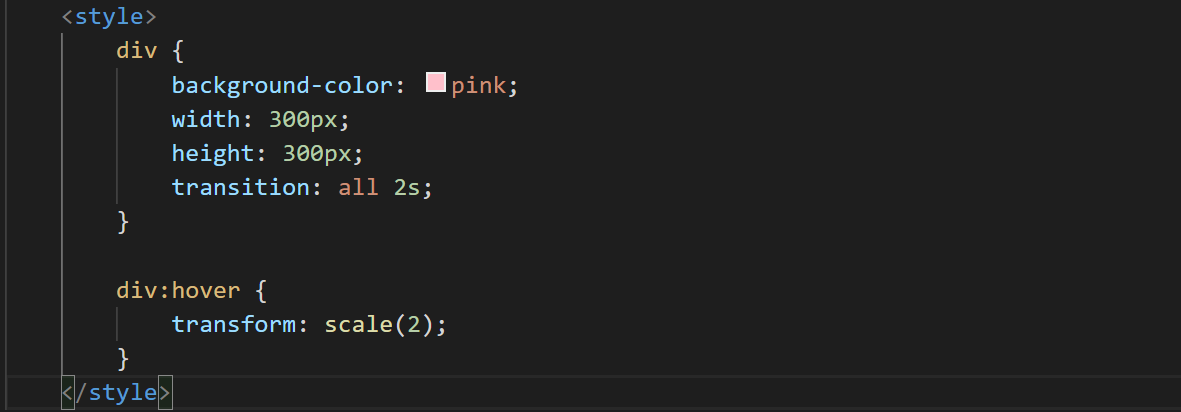 <style>
div {
background-color: pink;
width: 300px;
height: 300px;
transition: all 2s;
}
div:hover {
transform: scale(2);
}
</style>